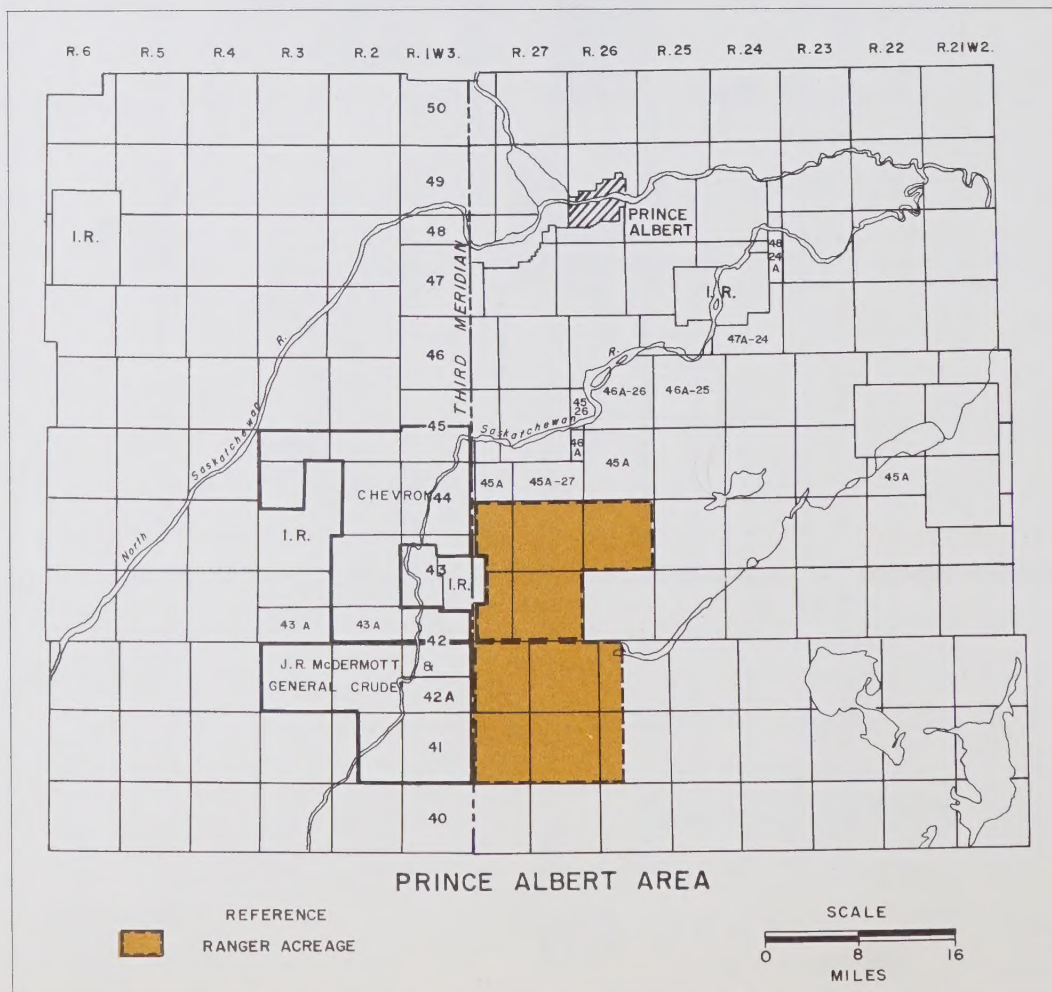 R. 6 R. 5 R. 4 R. 3 R. 2 R. 1W3. R. 27 R. 26 R. 25 R. 24 R. 23 R. 22 R. 21W2.
50
49
PRINCE
ALBERT
I.R.
48
48
24
A
47
I.R.
THIRD MERIDIAN
47A-24
46
R.
R.
46A-26
46A-25
45
26
45
Saskatchewan
Saskatchewan
46
A
45A
45A
45A
45A-27
CHEVRON
44
I.R.
North
43
I.R.
43 A
43 A
42
J.R. McDERMOTT &
GENERAL CRUDE
42A
41
40
PRINCE ALBERT AREA
REFERENCE
RANGER ACREAGE
SCALE
0 8 16
MILES